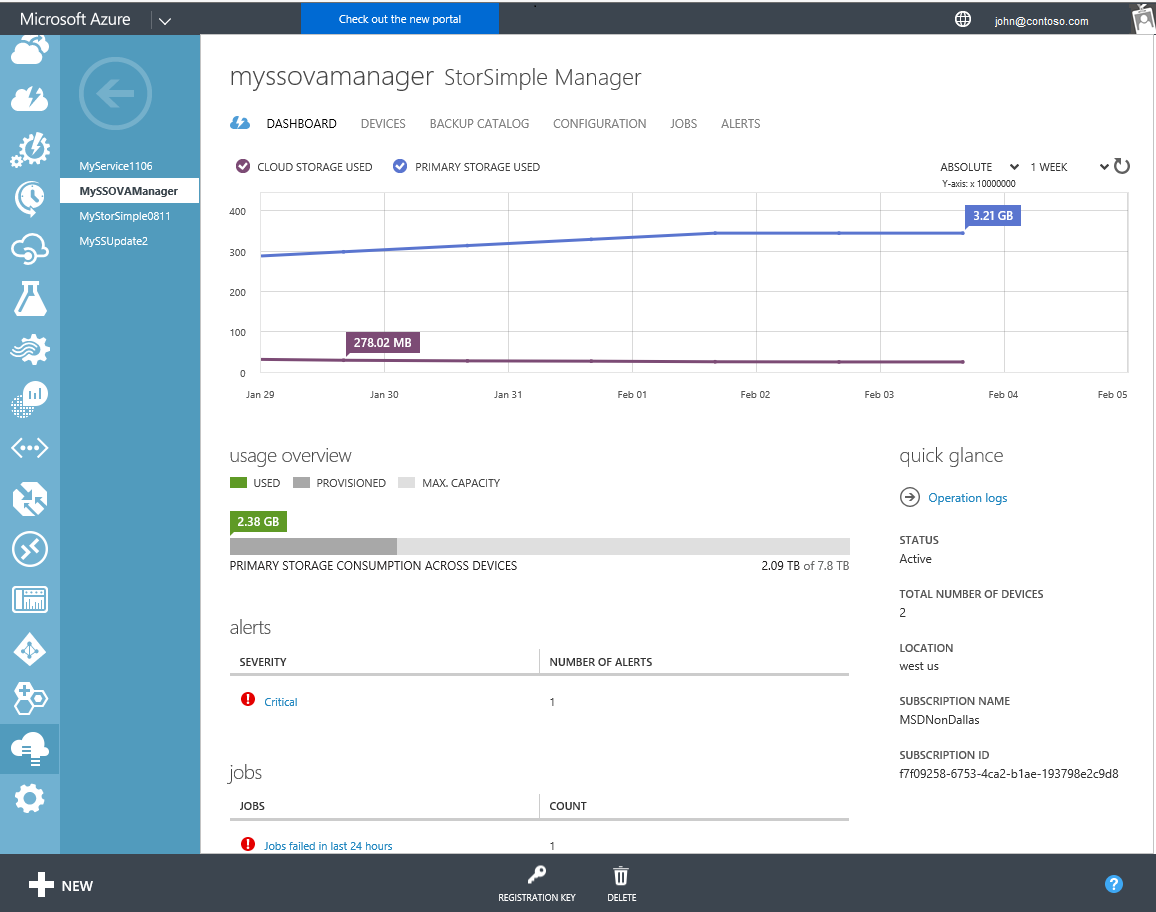 Microsoft Azure
Check out the new portal
john@contoso.com
MyService1106
MySSOVAManager
MyStorSimple0811
MySSUpdate2
myssovamanager StorSimple Manager
DASHBOARD DEVICES BACKUP CATALOG CONFIGURATION JOBS ALERTS
CLOUD STORAGE USED PRIMARY STORAGE USED ABSOLUTE 1 WEEK
Y-axis: x 10000000
400
3.21 GB
300
200
100
278.02 MB
0
Jan 29 Jan 30 Jan 31 Feb 01 Feb 02 Feb 03 Feb 04 Feb 05
usage overview
USED PROVISIONED MAX. CAPACITY
2.38 GB
PRIMARY STORAGE CONSUMPTION ACROSS DEVICES 2.09 TB of 7.8 TB
alerts
SEVERITY NUMBER OF ALERTS
Critical 1
jobs
JOBS COUNT
Jobs failed in last 24 hours 1
quick glance
Operation logs
STATUS
Active
TOTAL NUMBER OF DEVICES
2
LOCATION
west us
SUBSCRIPTION NAME
MSDNonDallas
SUBSCRIPTION ID
f7f09258-6753-4ca2-b1ae-193798e2c9d8
NEW
REGISTRATION KEY
DELETE
?